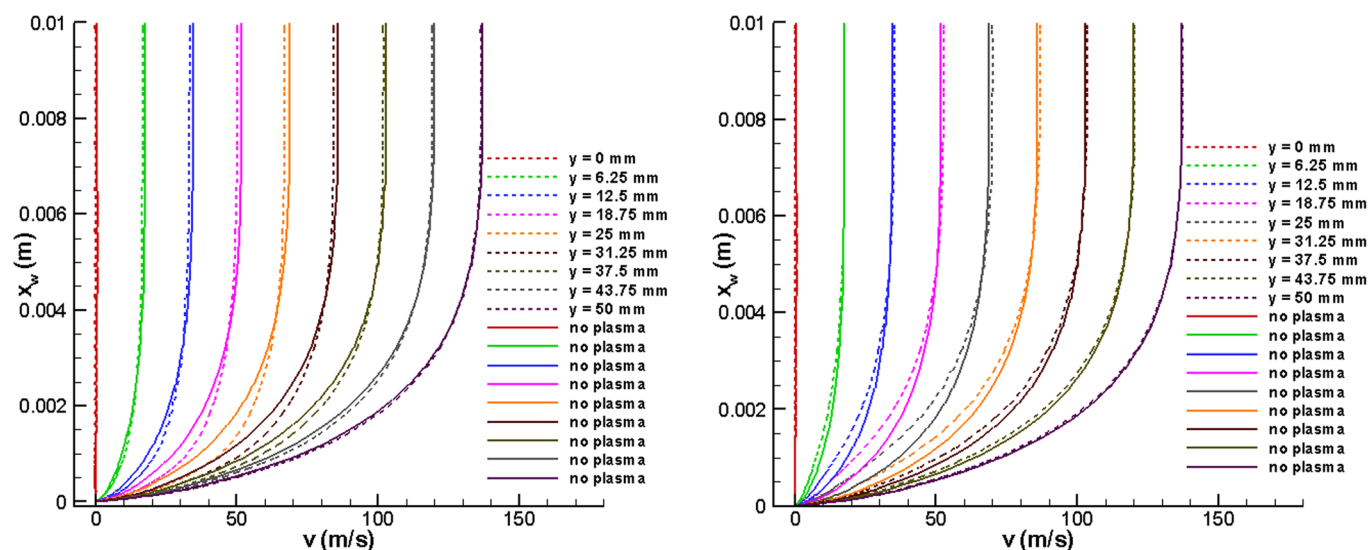 0.01
0.008
0.006
0.004
0.002
0
Xw (m)
0
50
100
150
v (m/s)
y = 0 mm
y = 6.25 mm
y = 12.5 mm
y = 18.75 mm
y = 25 mm
y = 31.25 mm
y = 37.5 mm
y = 43.75 mm
y = 50 mm
no plasma
no plasma
no plasma
no plasma
no plasma
no plasma
no plasma
no plasma
no plasma
0.01
0.008
0.006
0.004
0.002
0
Xw (m)
0
50
100
150
v (m/s)
y = 0 mm
y = 6.25 mm
y = 12.5 mm
y = 18.75 mm
y = 25 mm
y = 31.25 mm
y = 37.5 mm
y = 43.75 mm
y = 50 mm
no plasma
no plasma
no plasma
no plasma
no plasma
no plasma
no plasma
no plasma
no plasma